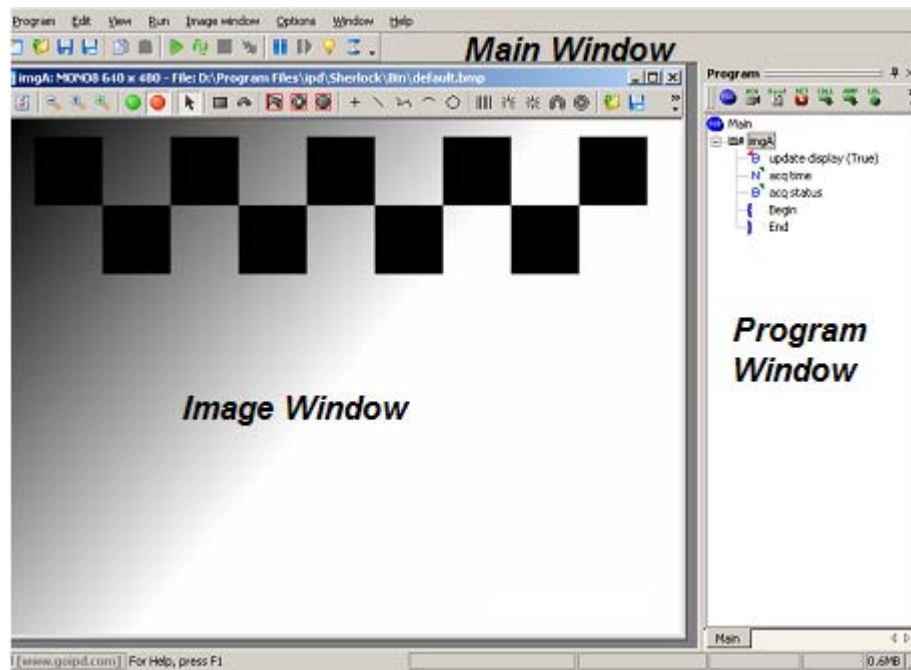 Program Edit View Run Image window Options Window Help
Main Window
imgA: MONO8 640 x 480 - File: D:\Program Files\ipd\Sherlock\Bin\default.bmp
Program
Main
imgA
update display (True)
acq time
acq status
Begin
End
Program
Window
Image Window
Main
[www.goipd.com] For Help, press F1
0.6MB